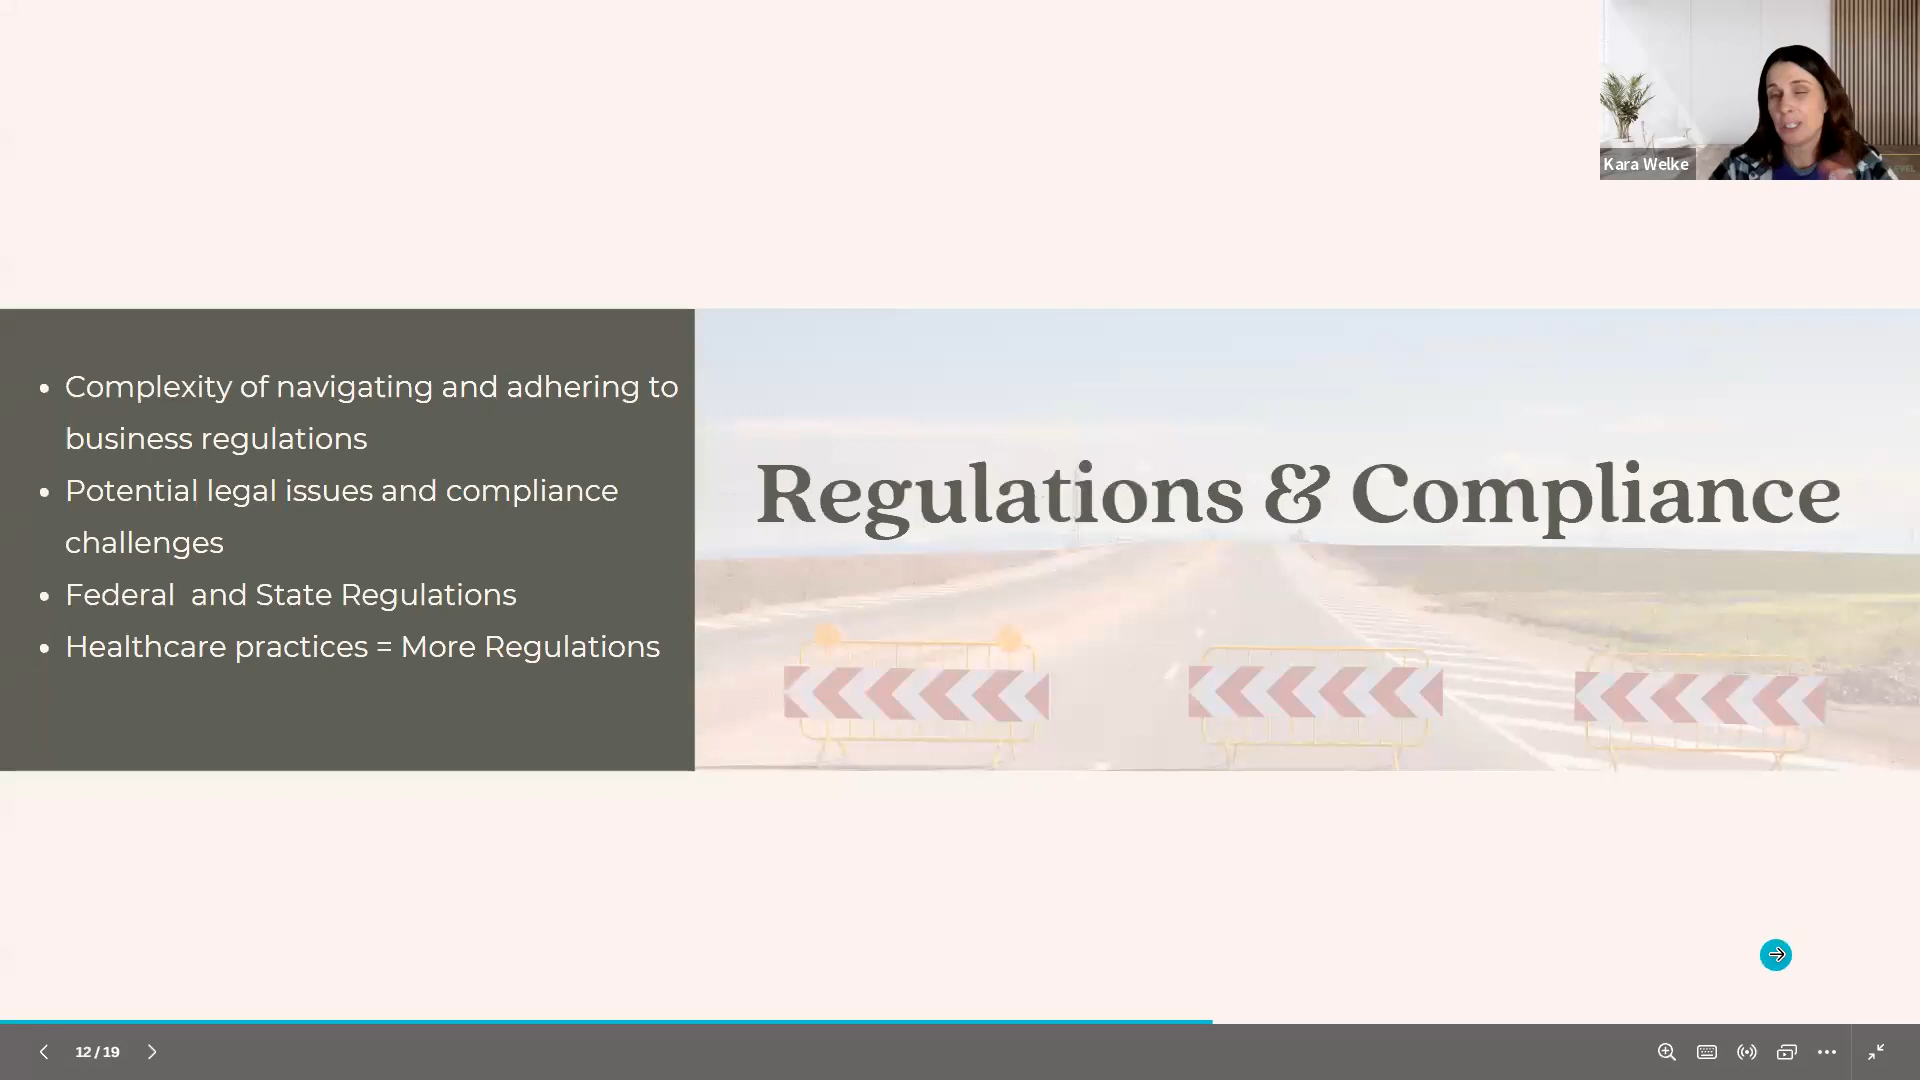 Kara Welke
• Complexity of navigating and adhering to
business regulations
• Potential legal issues and compliance
challenges
• Federal  and State Regulations
• Healthcare practices = More Regulations
Regulations & Compliance
12 / 19